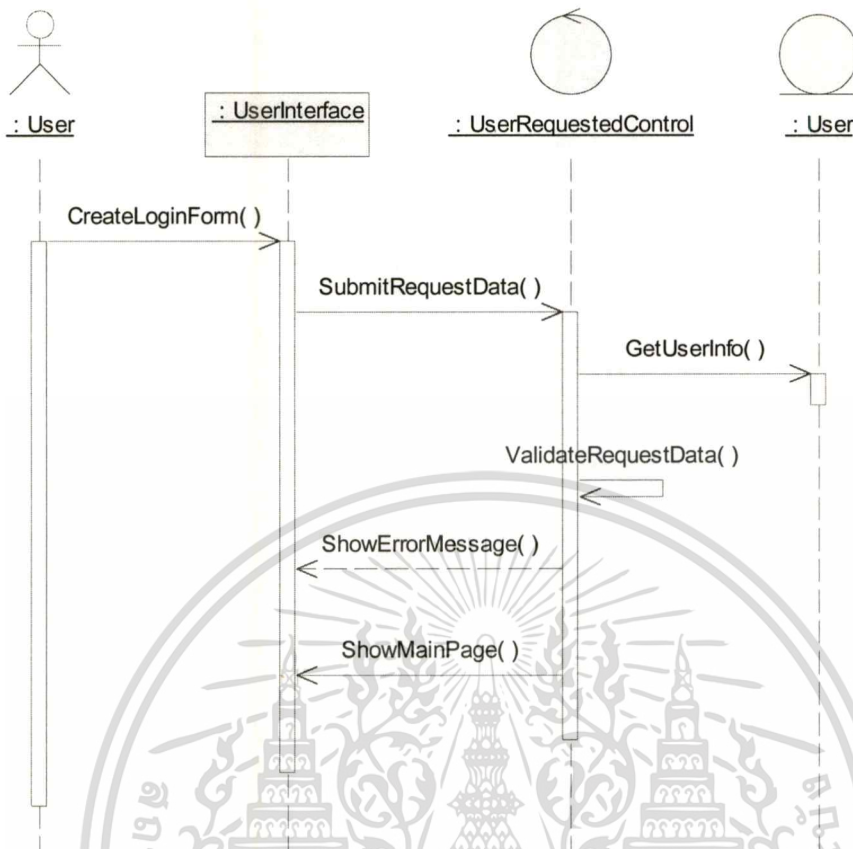 : User
: UserInterface
: UserRequestedControl
: User
CreateLoginForm( )
SubmitRequestData( )
GetUserInfo( )
ValidateRequestData( )
ShowErrorMessage( )
ShowMainPage( )